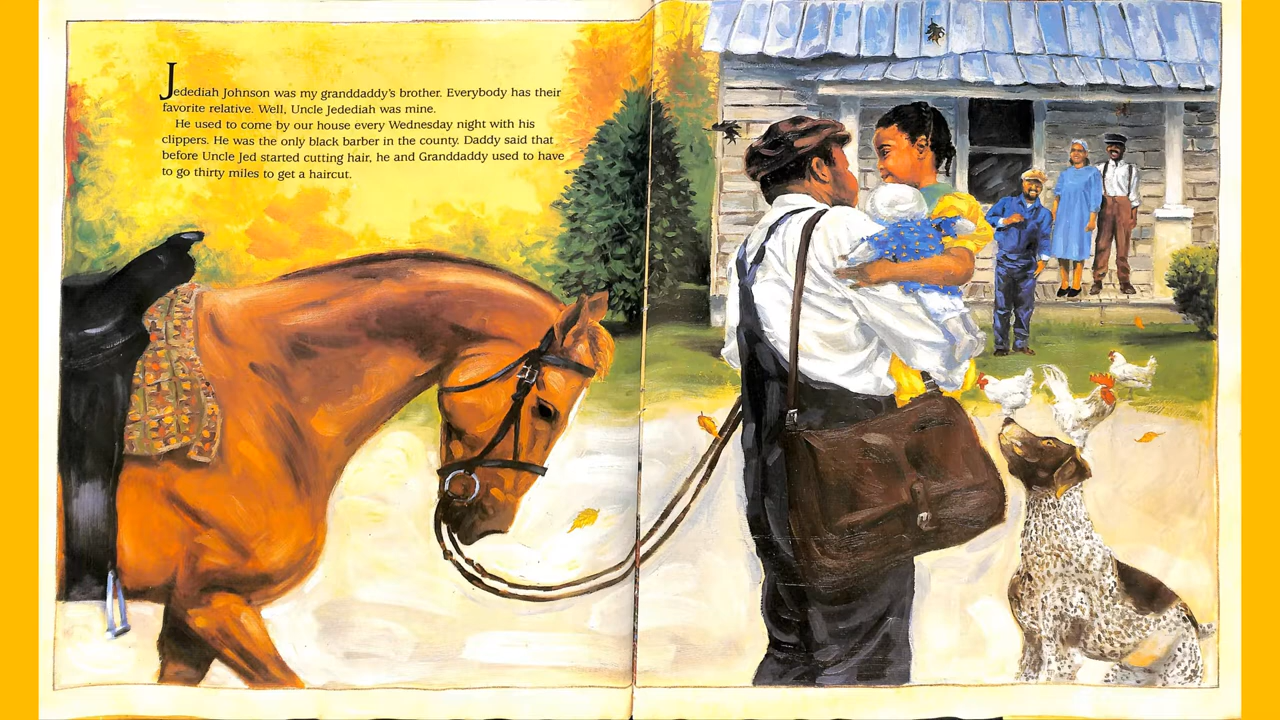 Jedediah Johnson was my granddaddy's brother. Everybody has their
favorite relative. Well, Uncle Jedediah was mine.
He used to come by our house every Wednesday night with his
clippers. He was the only black barber in the county. Daddy said that
before Uncle Jed started cutting hair, he and Granddaddy used to have
to go thirty miles to get a haircut.